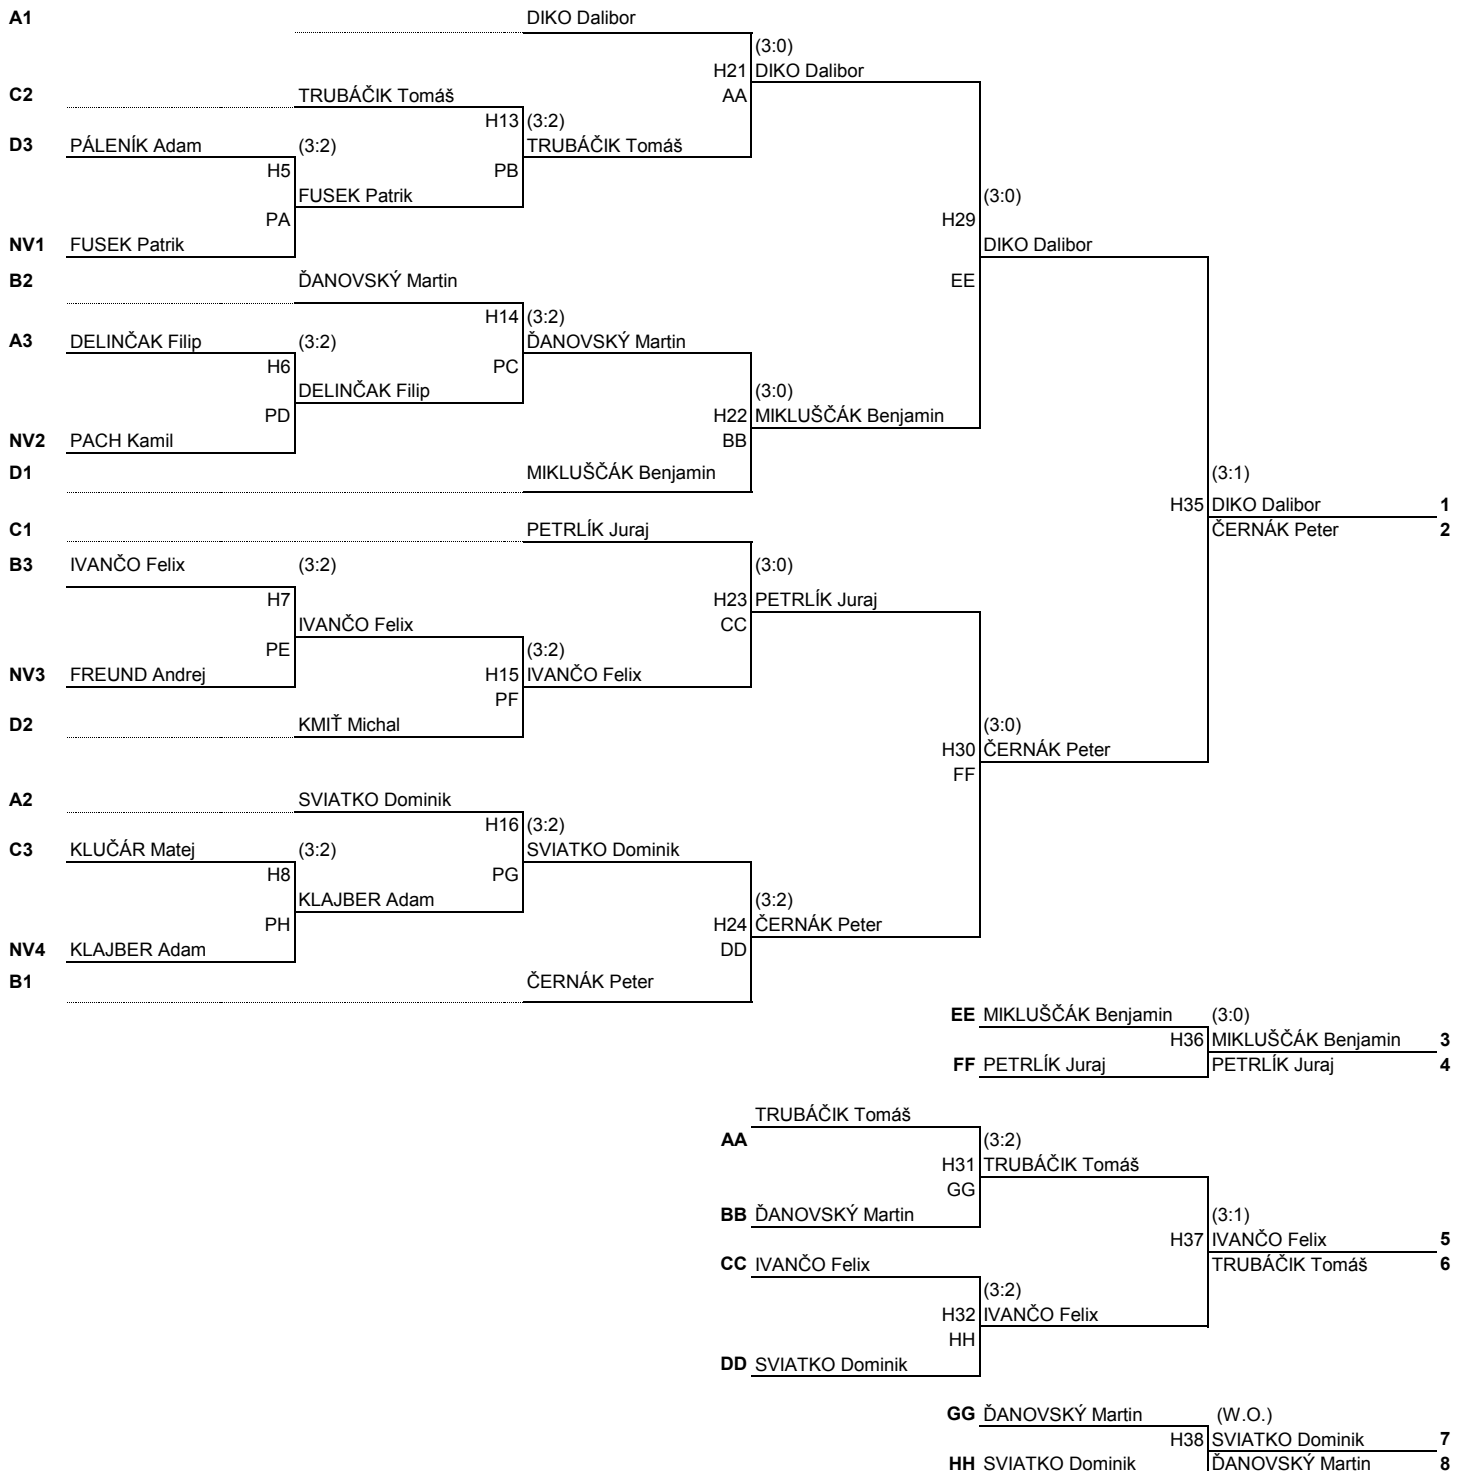 A1 DIKO Dalibor
(3:0)
H21 DIKO Dalibor
C2 TRUBÁČIK Tomáš AA
H13 (3:2)
D3 PÁLENÍK Adam (3:2) TRUBÁČIK Tomáš
H5 PB
FUSEK Patrik (3:0)
PA H29
NV1 FUSEK Patrik DIKO Dalibor
B2 ĎANOVSKÝ Martin EE
H14 (3:2)
A3 DELINČAK Filip (3:2) ĎANOVSKÝ Martin
H6 PC
DELINČAK Filip (3:0)
PD H22 MIKLUŠČÁK Benjamin
NV2 PACH Kamil BB
D1 MIKLUŠČÁK Benjamin (3:1)
H35 DIKO Dalibor 1
C1 PETRLÍK Juraj ČERNÁK Peter 2
B3 IVANČO Felix (3:2) (3:0)
H7 H23 PETRLÍK Juraj
IVANČO Felix CC
PE (3:2)
NV3 FREUND Andrej H15 IVANČO Felix
PF
D2 KMIŤ Michal (3:0)
H30 ČERNÁK Peter
FF
A2 SVIATKO Dominik
H16 (3:2)
C3 KLUČÁR Matej (3:2) SVIATKO Dominik
H8 PG
KLAJBER Adam (3:2)
PH H24 ČERNÁK Peter
NV4 KLAJBER Adam DD
B1 ČERNÁK Peter
EE MIKLUŠČÁK Benjamin (3:0)
H36 MIKLUŠČÁK Benjamin 3
FF PETRLÍK Juraj PETRLÍK Juraj 4
TRUBÁČIK Tomáš
AA (3:2)
H31 TRUBÁČIK Tomáš
GG
BB ĎANOVSKÝ Martin (3:1)
H37 IVANČO Felix 5
CC IVANČO Felix TRUBÁČIK Tomáš 6
(3:2)
H32 IVANČO Felix
HH
DD SVIATKO Dominik
GG ĎANOVSKÝ Martin (W.O.)
H38 SVIATKO Dominik 7
HH SVIATKO Dominik ĎANOVSKÝ Martin 8